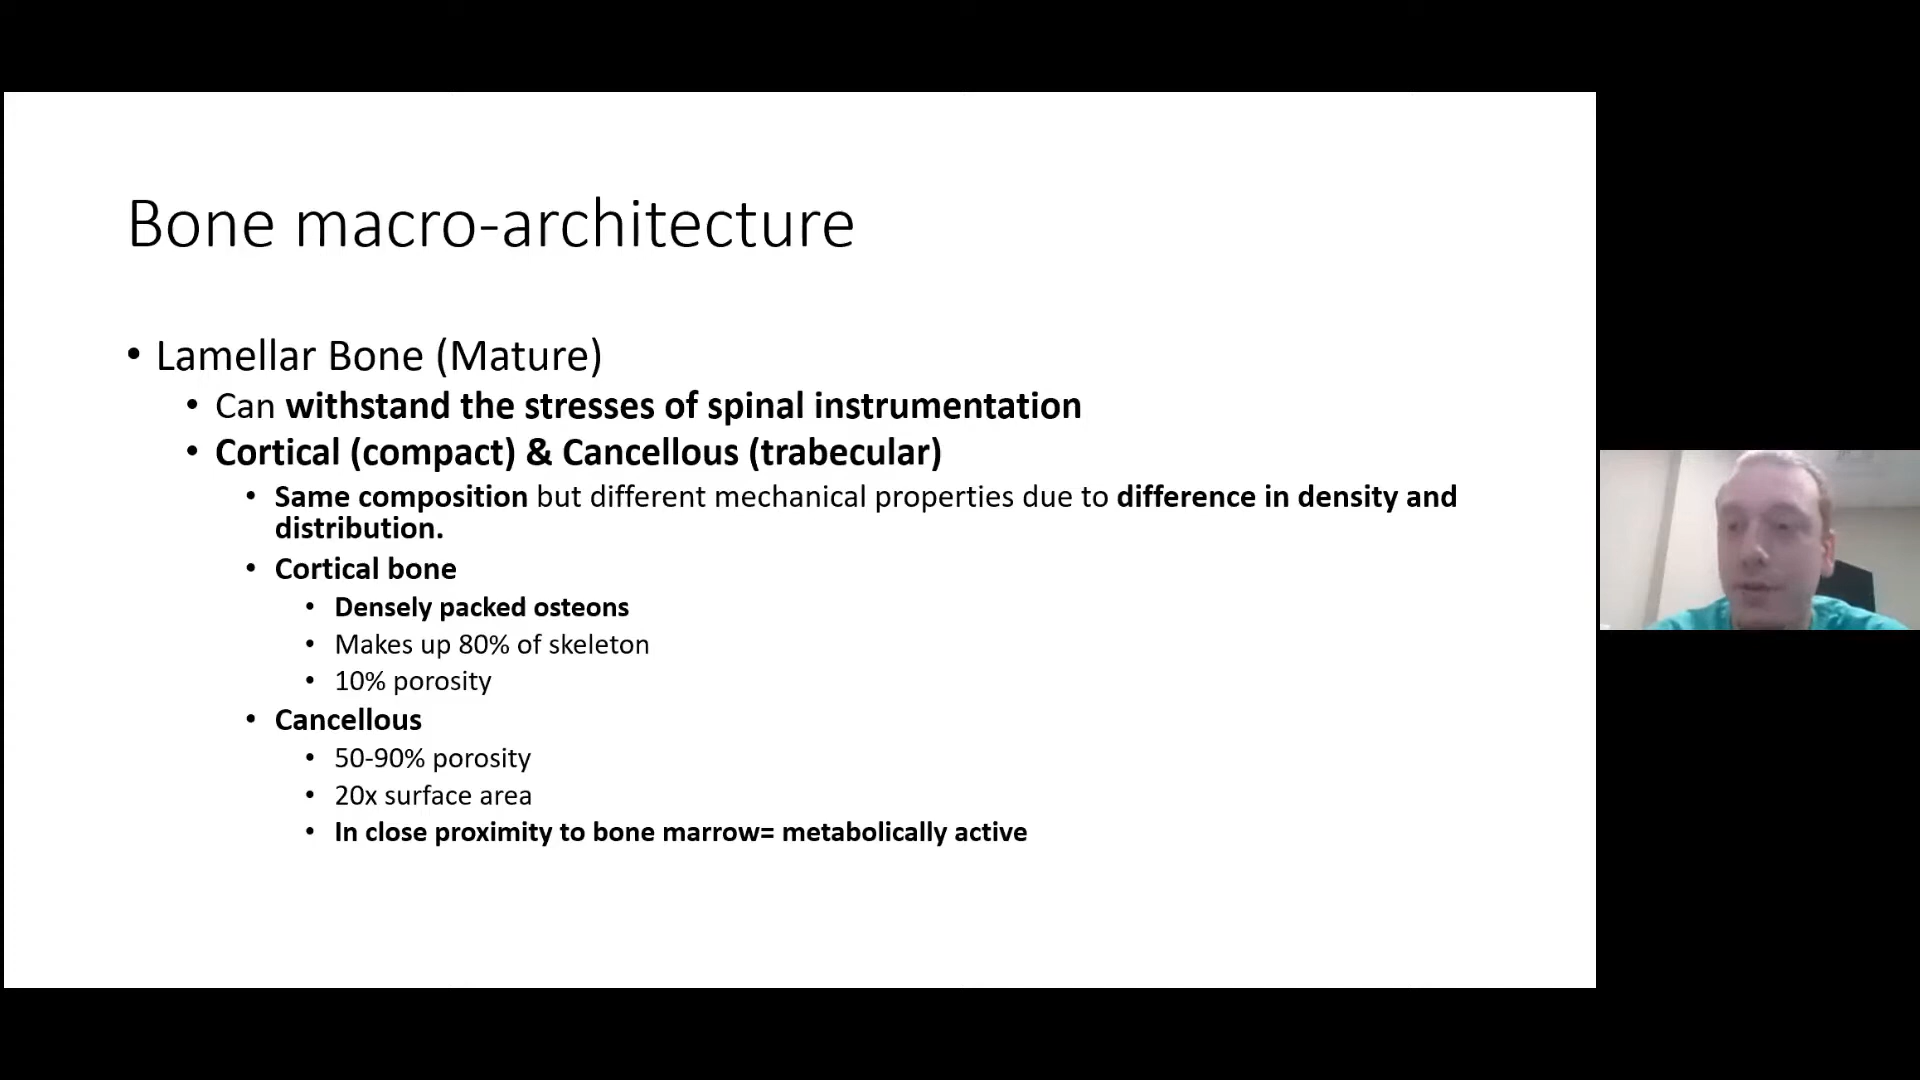 Bone macro-architecture
• Lamellar Bone (Mature)
• Can withstand the stresses of spinal instrumentation
• Cortical (compact) & Cancellous (trabecular)
• Same composition but different mechanical properties due to difference in density and
distribution.
• Cortical bone
• Densely packed osteons
• Makes up 80% of skeleton
• 10% porosity
• Cancellous
• 50-90% porosity
• 20x surface area
• In close proximity to bone marrow= metabolically active